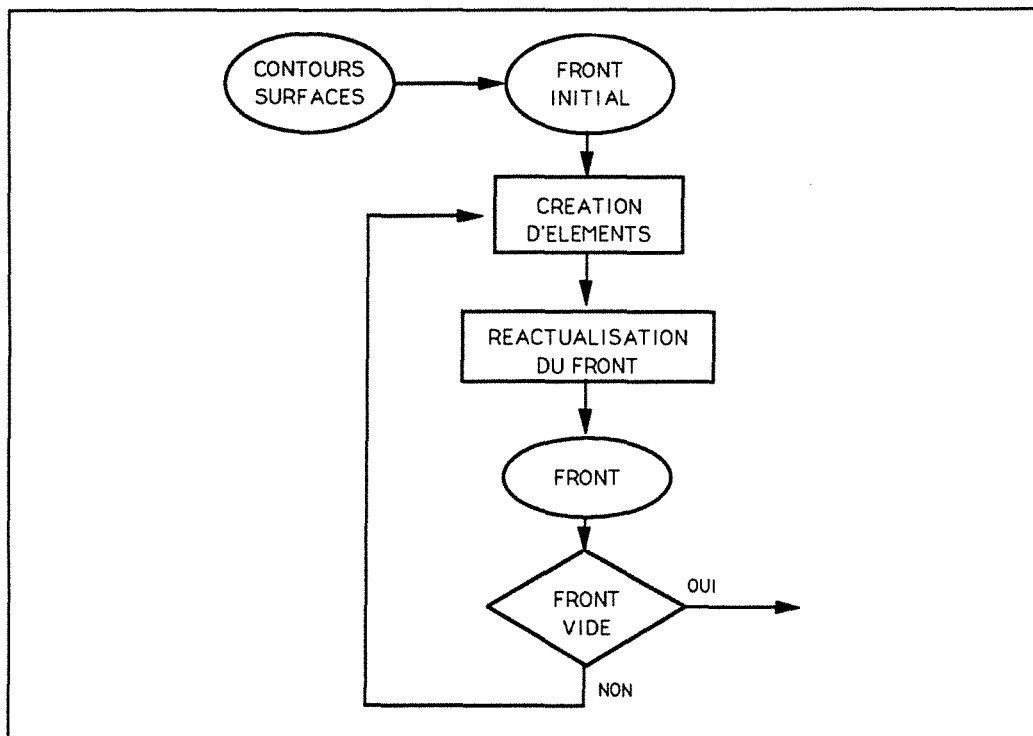 CONTOURS
SURFACES
FRONT
INITIAL
CREATION
D'ELEMENTS
REACTUALISATION
DU FRONT
FRONT
FRONT
VIDE
OUI
NON